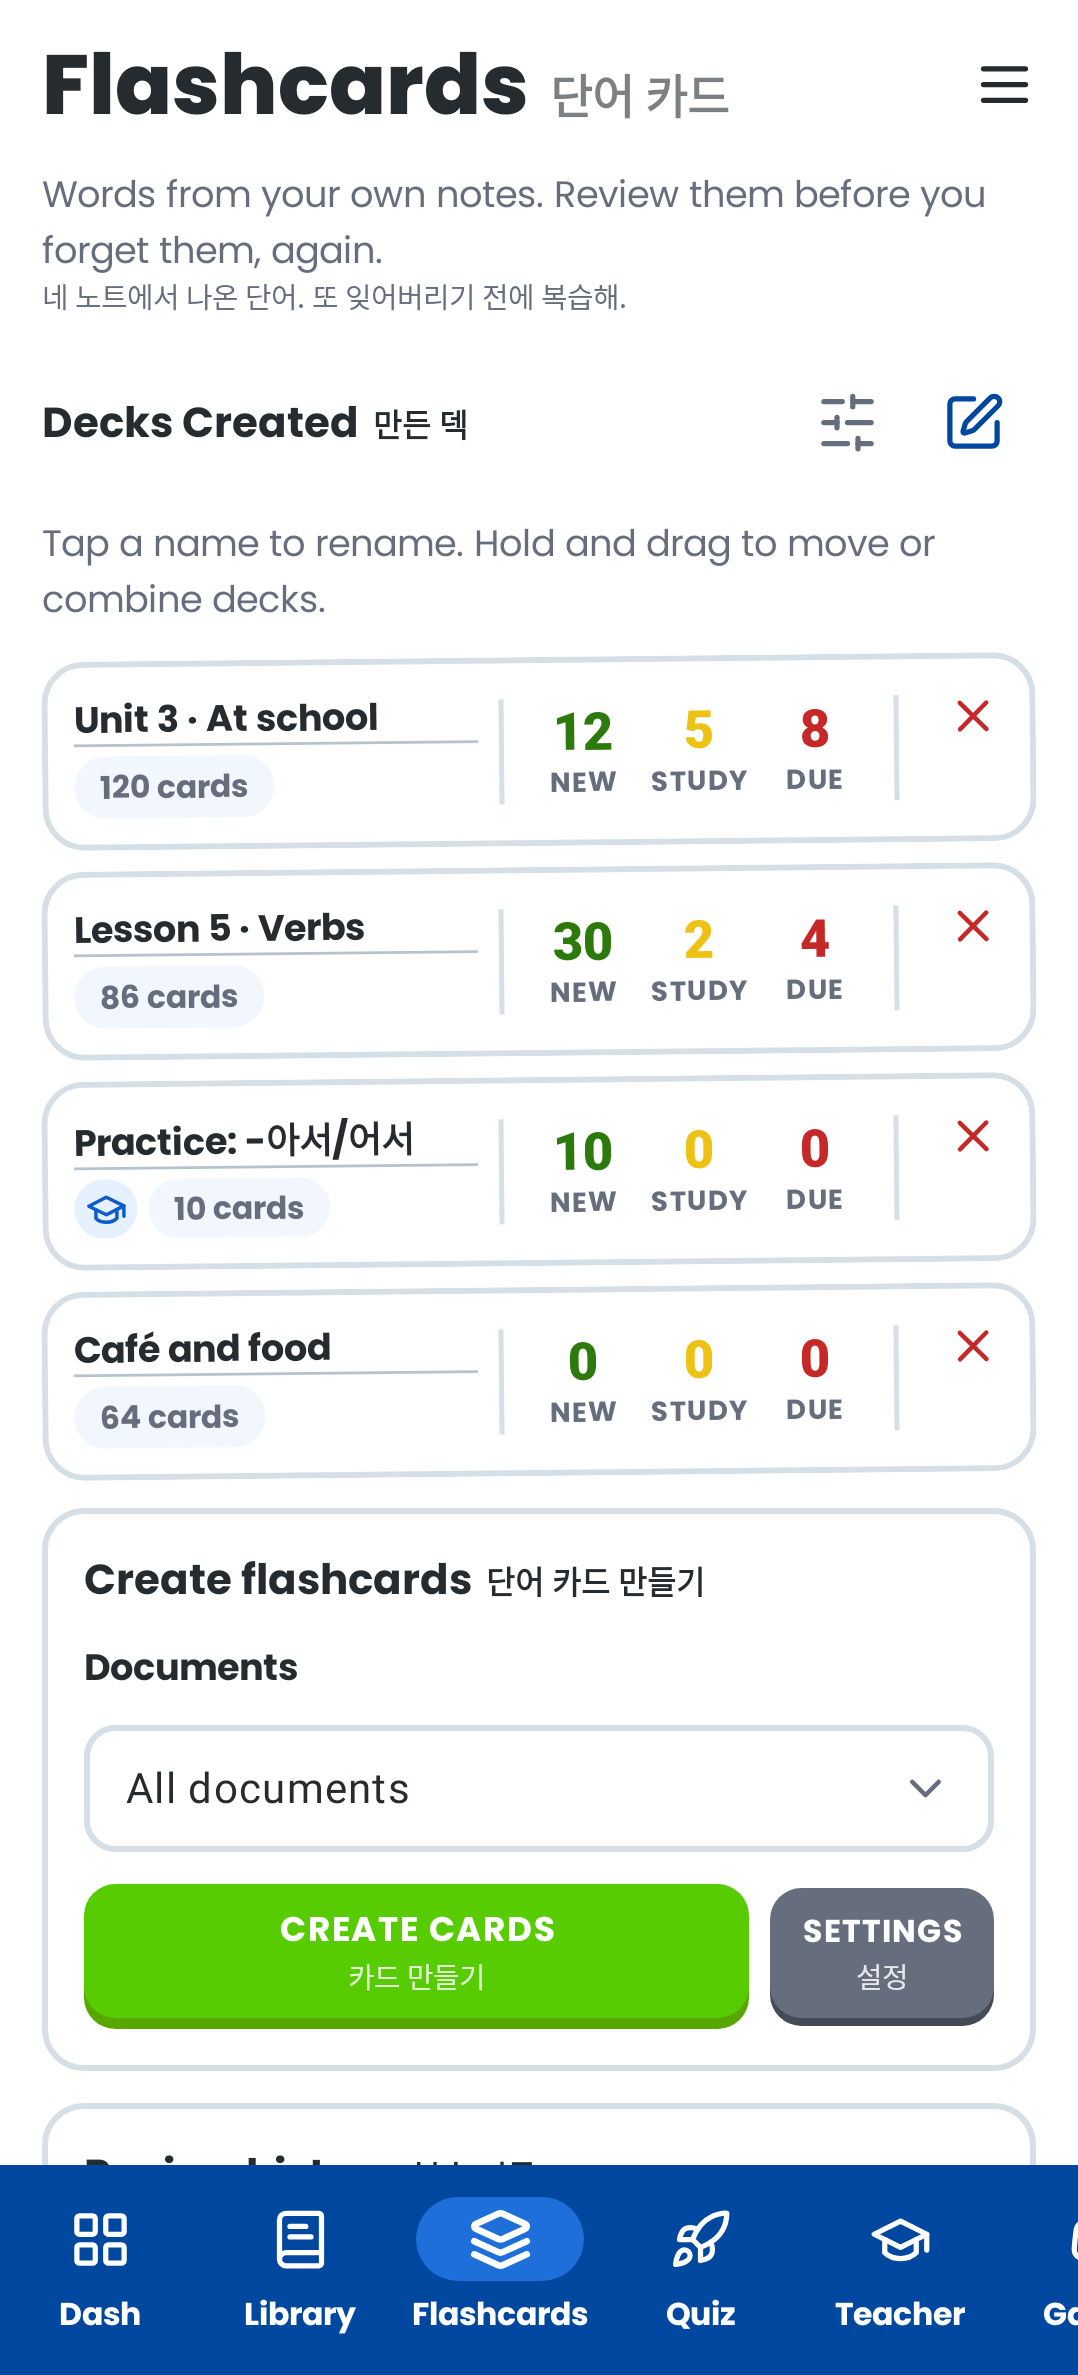 Flashcards 단어 카드
Words from your own notes. Review them before you
forget them, again.
네 노트에서 나온 단어. 또 잊어버리기 전에 복습해.
Decks Created 만든 덱
Tap a name to rename. Hold and drag to move or
combine decks.
Unit 3 · At school
120 cards
12 5 8
NEW STUDY DUE
Lesson 5 · Verbs
86 cards
30 2 4
NEW STUDY DUE
Practice: -아서/어서
10 cards
10 0 0
NEW STUDY DUE
Café and food
64 cards
0 0 0
NEW STUDY DUE
Create flashcards 단어 카드 만들기
Documents
All documents
CREATE CARDS
카드 만들기
SETTINGS
설정
Dash Library Flashcards Quiz Teacher